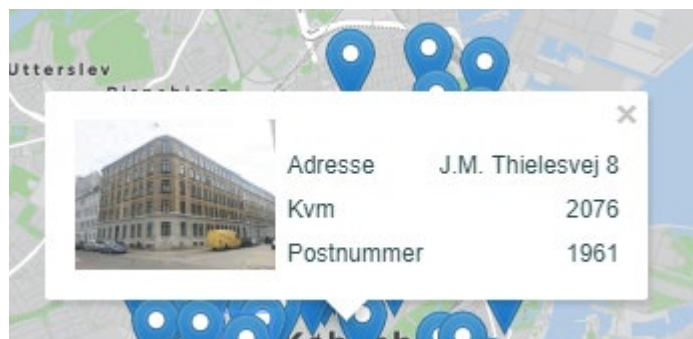 Utterslev
×
Adresse J.M. Thielesvej 8
Kvm 2076
Postnummer 1961